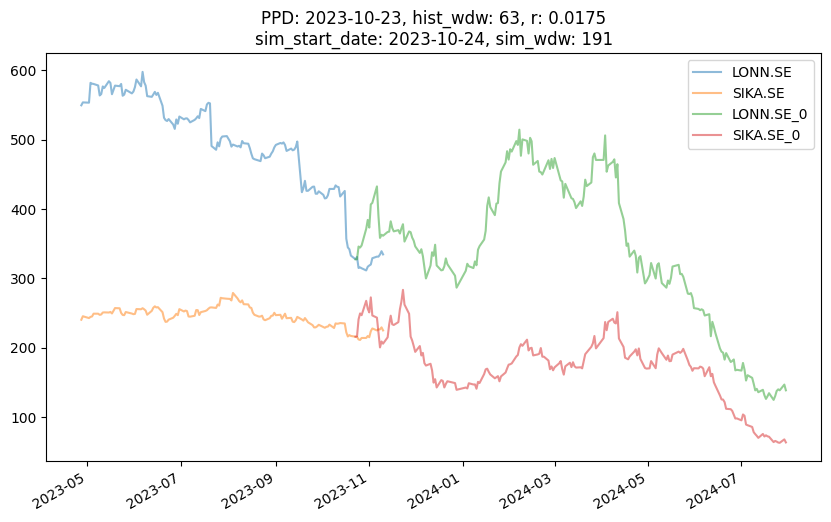 PPD: 2023-10-23, hist_wdw: 63, r: 0.0175
sim_start_date: 2023-10-24, sim_wdw: 191
600
500
400
300
200
100
LONN.SE
SIKA.SE
LONN.SE_0
SIKA.SE_0
2023-05
2023-07
2023-09
2023-11
2024-01
2024-03
2024-05
2024-07